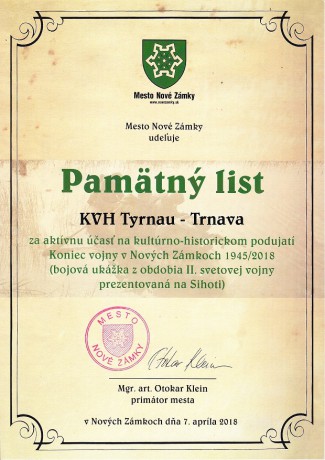 Mesto Nové Zámky
www.novezamky.sk
Mesto Nové Zámky
udeľuje
Pamätný list
KVH Tyrnau - Trnava
za aktívnu účasť na kultúrno-historickom podujatí
Koniec vojny v Nových Zámkoch 1945/2018
(bojová ukážka z obdobia II. svetovej vojny
prezentovaná na Sihoti)
MESTO
NOVÉ ZÁMKY
Otokar Klein
Mgr. art. Otokar Klein
primátor mesta
v Nových Zámkoch dňa 7. apríla 2018